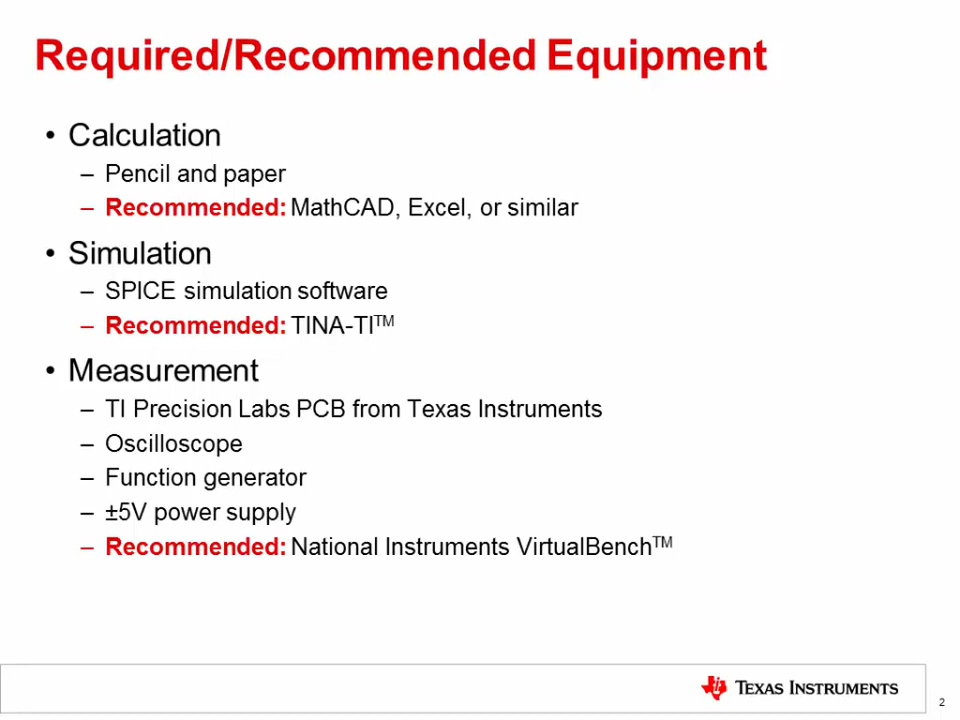 Required/Recommended Equipment
• Calculation
– Pencil and paper
– Recommended: MathCAD, Excel, or similar
• Simulation
– SPICE simulation software
– Recommended: TINA-TI™
• Measurement
– TI Precision Labs PCB from Texas Instruments
– Oscilloscope
– Function generator
– ±5V power supply
– Recommended: National Instruments VirtualBench™
TEXAS INSTRUMENTS
2